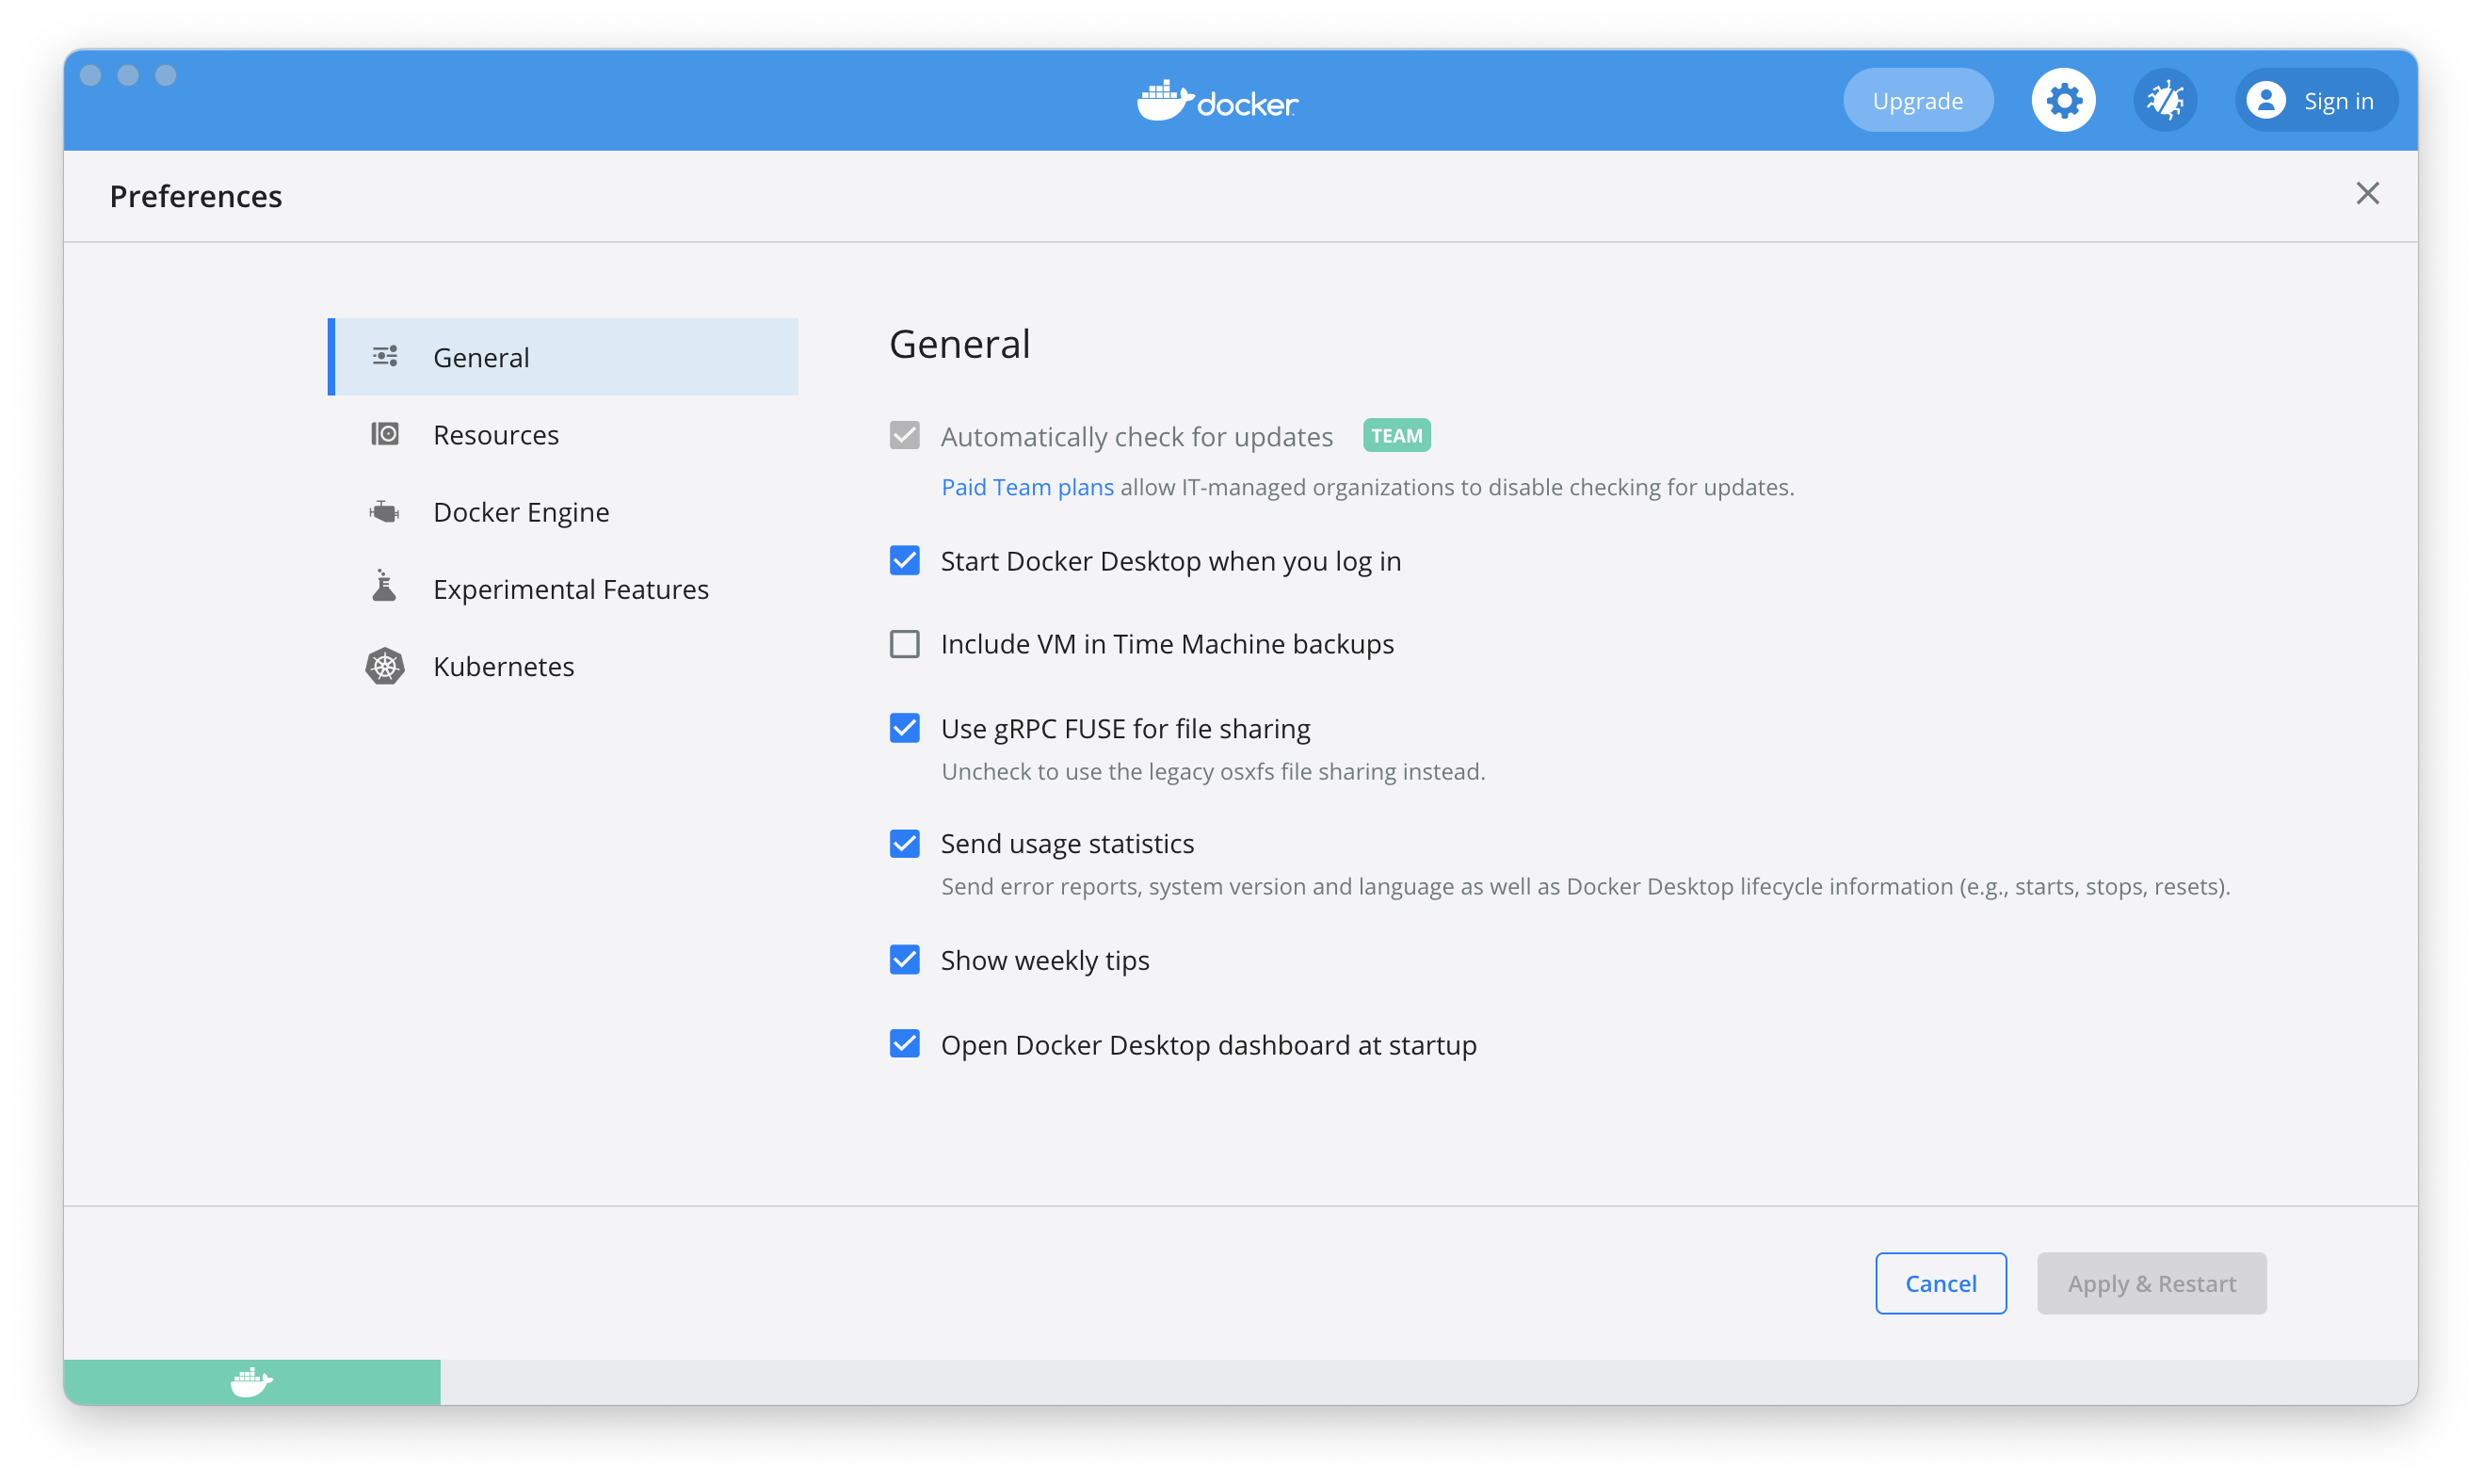 docker
Upgrade
Sign in
Preferences
General
Resources
Docker Engine
Experimental Features
Kubernetes
General
Automatically check for updates TEAM
Paid Team plans allow IT-managed organizations to disable checking for updates.
Start Docker Desktop when you log in
Include VM in Time Machine backups
Use gRPC FUSE for file sharing
Uncheck to use the legacy osxfs file sharing instead.
Send usage statistics
Send error reports, system version and language as well as Docker Desktop lifecycle information (e.g., starts, stops, resets).
Show weekly tips
Open Docker Desktop dashboard at startup
Cancel
Apply & Restart